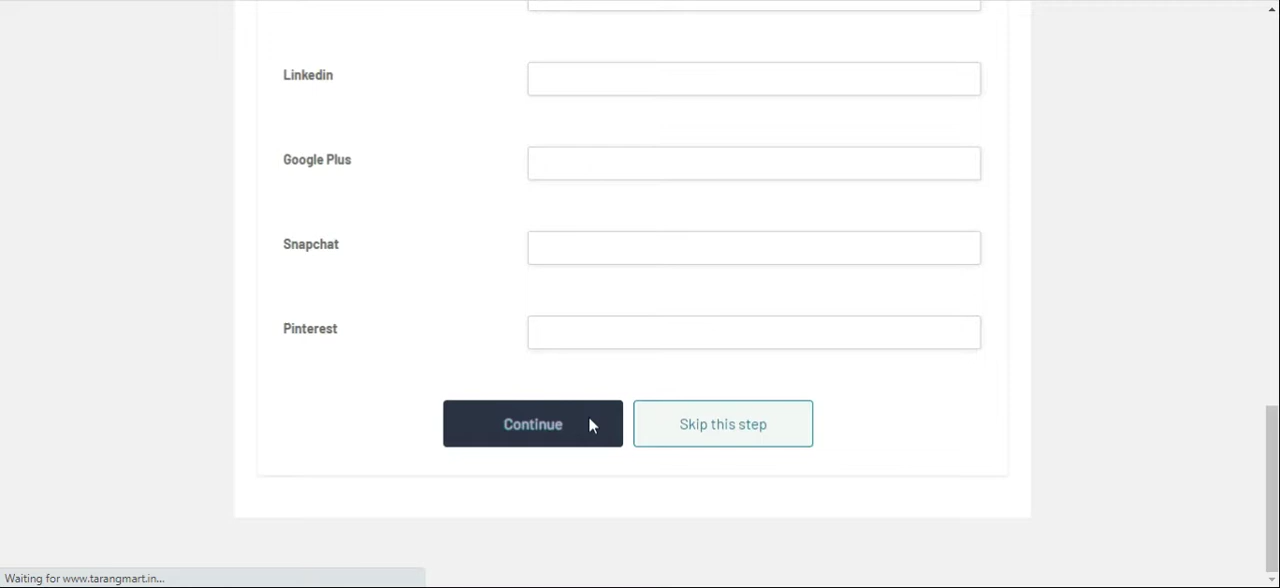 Linkedin
Google Plus
Snapchat
Pinterest
Continue
Skip this step
Waiting for www.tarangmart.in...